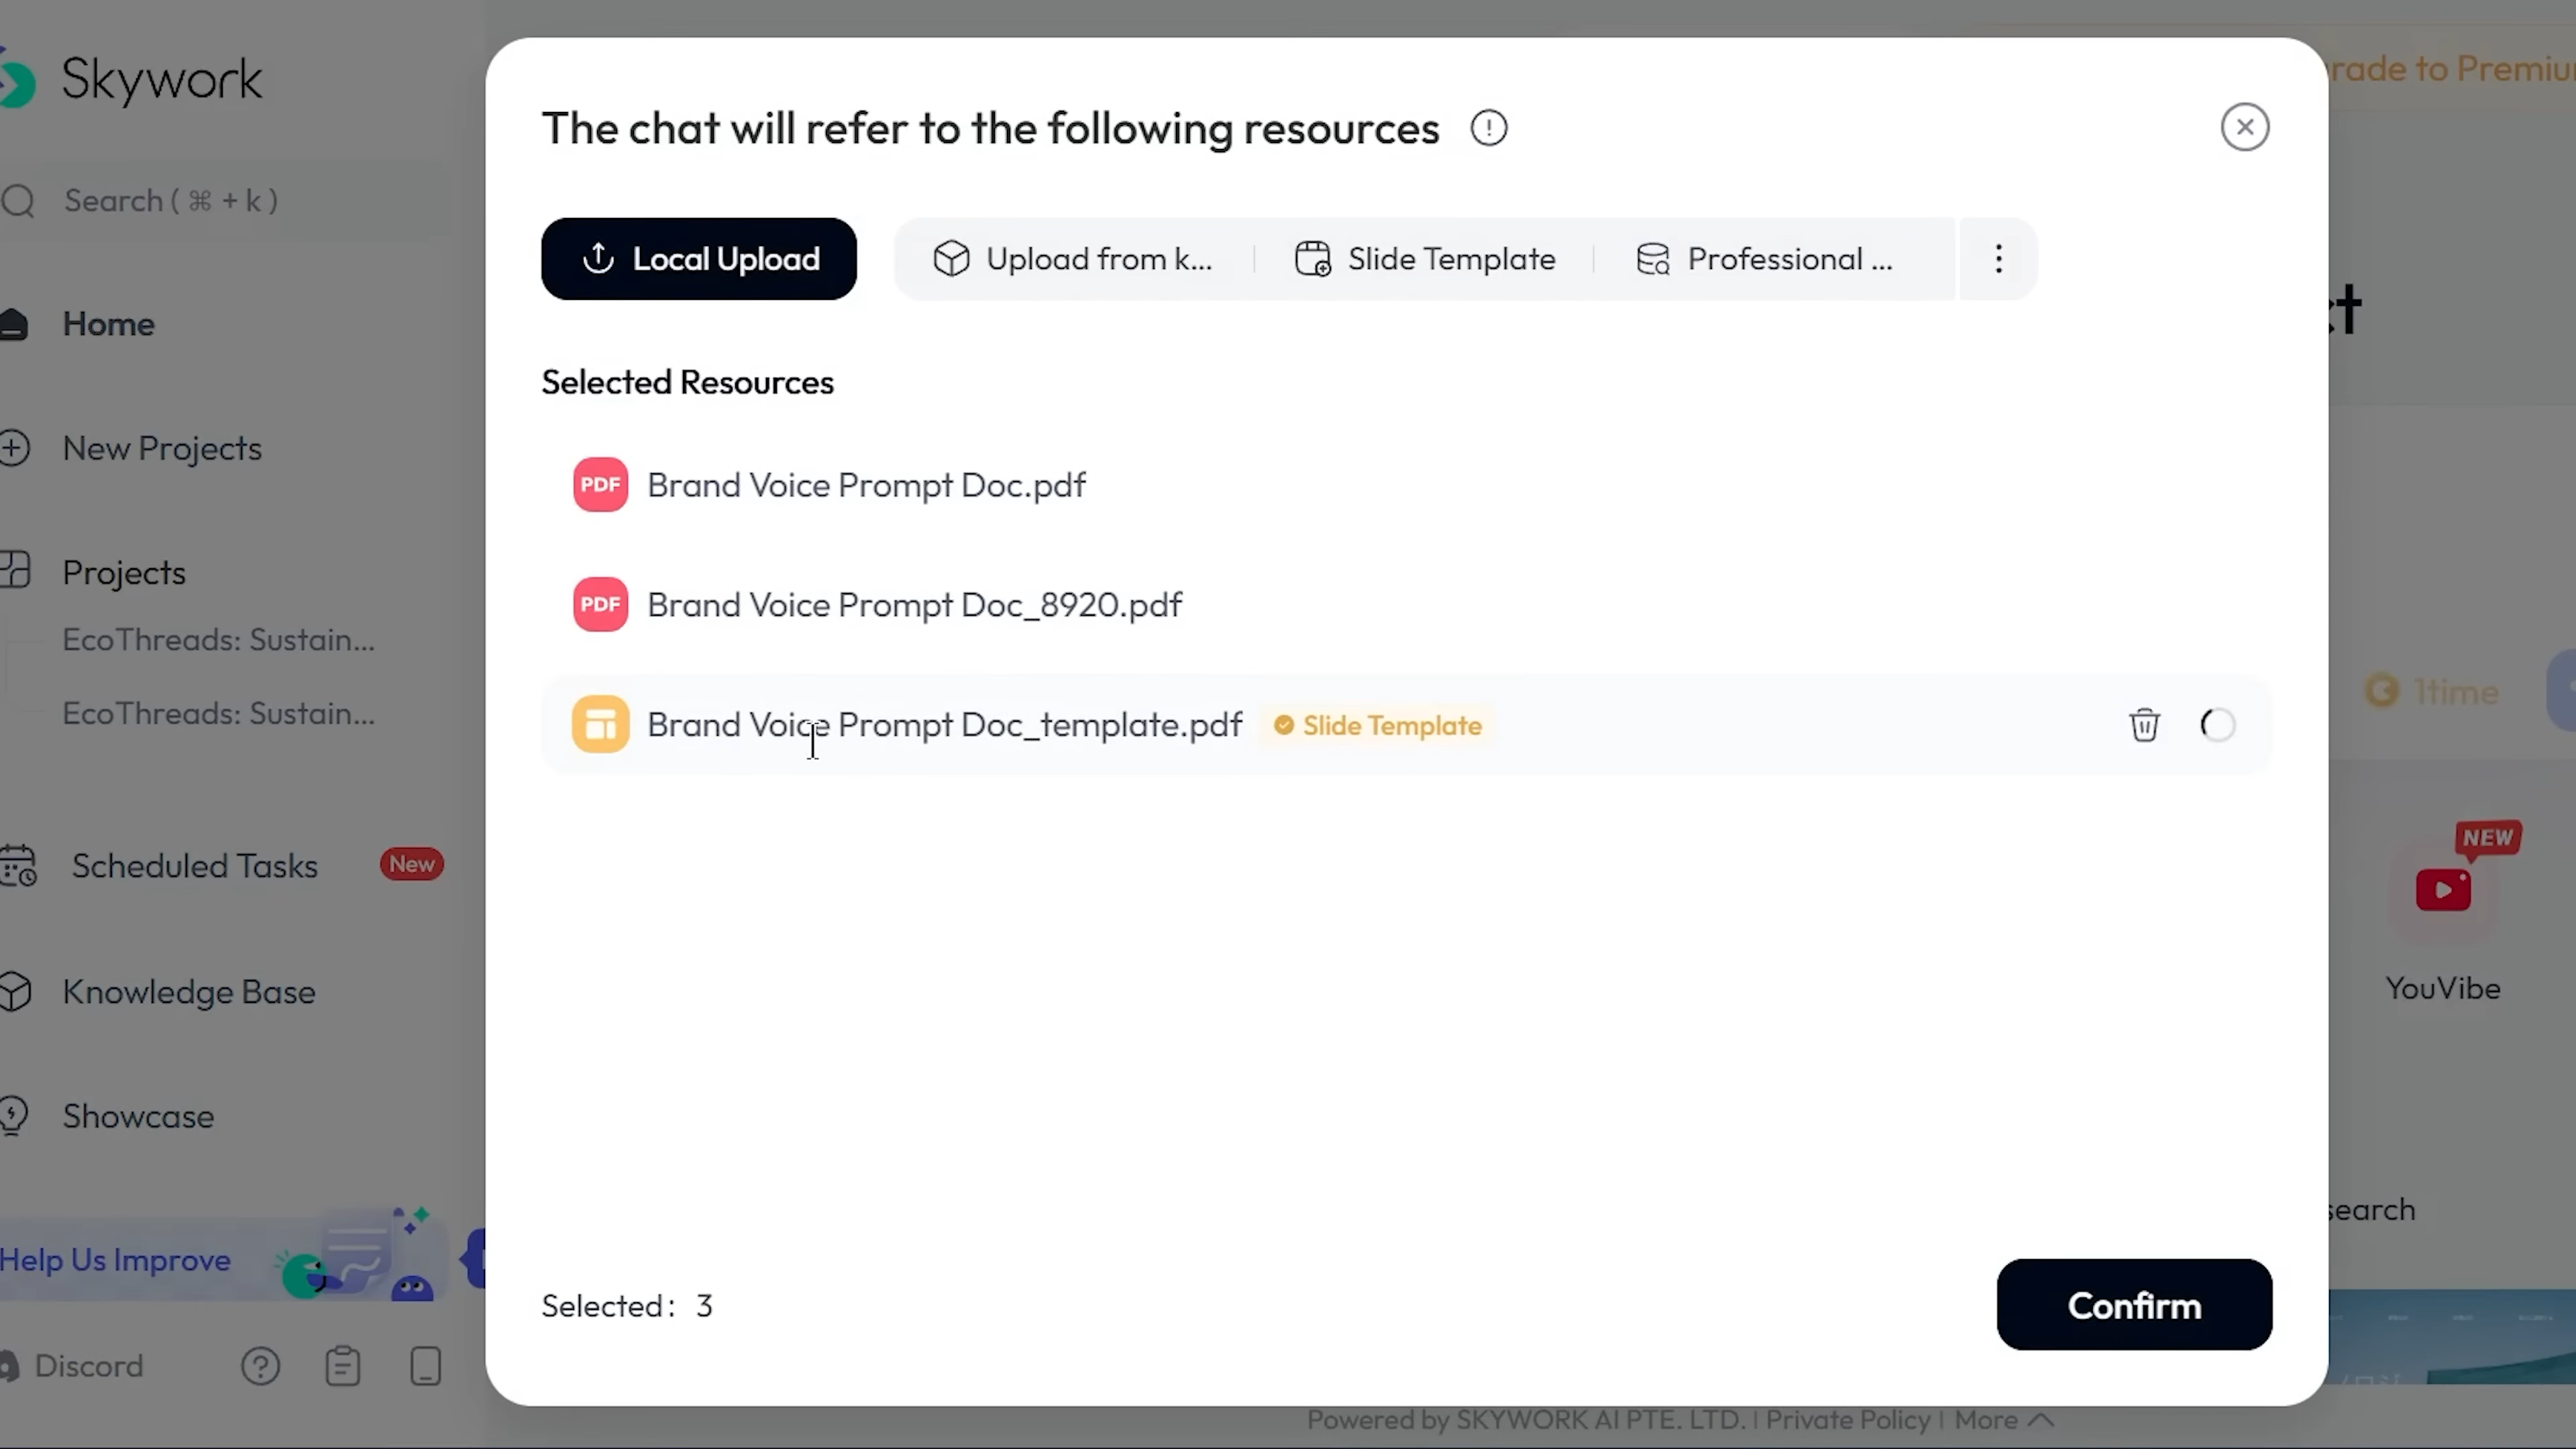 Skywork
Search ( ⌘ + k )
Home
New Projects
Projects
EcoThreads: Sustain...
EcoThreads: Sustain...
Scheduled Tasks New
Knowledge Base
Showcase
Help Us Improve
Discord
The chat will refer to the following resources
Local Upload
Upload from k...
Slide Template
Professional ...
Selected Resources
PDF Brand Voice Prompt Doc.pdf
PDF Brand Voice Prompt Doc_8920.pdf
Brand Voice Prompt Doc_template.pdf Slide Template
Selected: 3
Confirm
rade to Premiu
ct
1time
NEW
YouVibe
search
Powered by SKYWORK AI PTE. LTD. | Private Policy | More